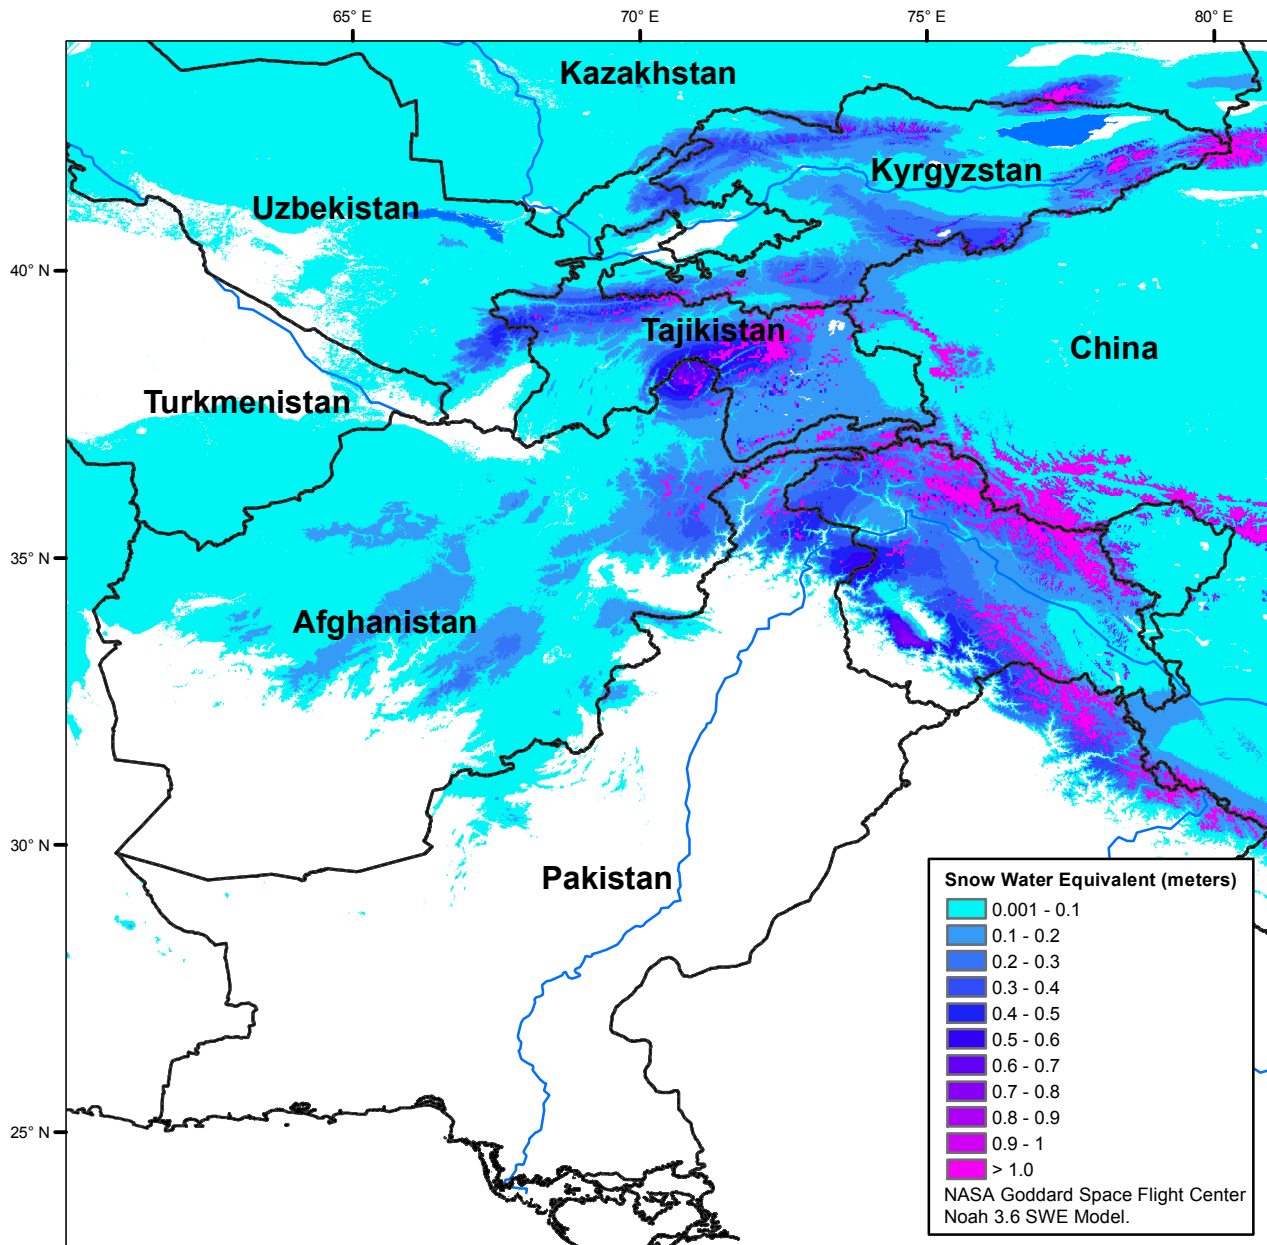 65° E 70° E 75° E 80° E
Kazakhstan
Kyrgyzstan
Uzbekistan
40° N
Tajikistan
China
Turkmenistan
35° N
Afghanistan
30° N
Pakistan
25° N
Snow Water Equivalent (meters)
0.001 - 0.1
0.1 - 0.2
0.2 - 0.3
0.3 - 0.4
0.4 - 0.5
0.5 - 0.6
0.6 - 0.7
0.7 - 0.8
0.8 - 0.9
0.9 - 1
> 1.0
NASA Goddard Space Flight Center
Noah 3.6 SWE Model.